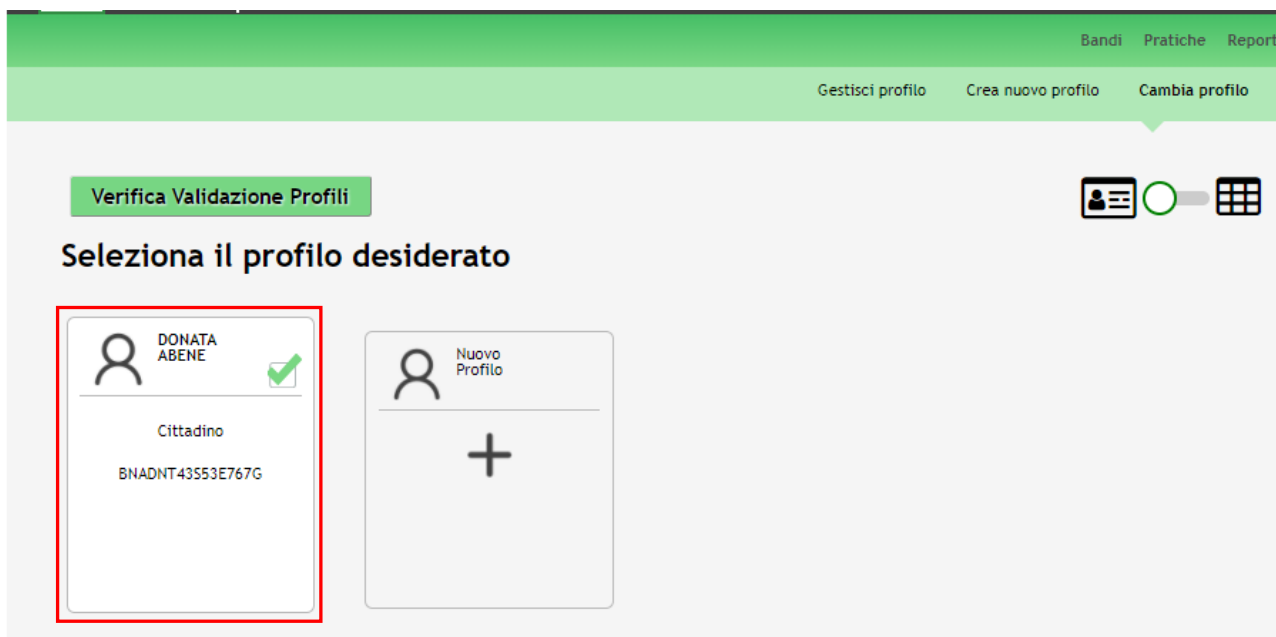 Bandi Pratiche Report
Gestisci profilo Crea nuovo profilo Cambia profilo
Verifica Validazione Profili
Seleziona il profilo desiderato
DONATA
ABENE
Cittadino
BNADNT43S53E767G
Nuovo
Profilo